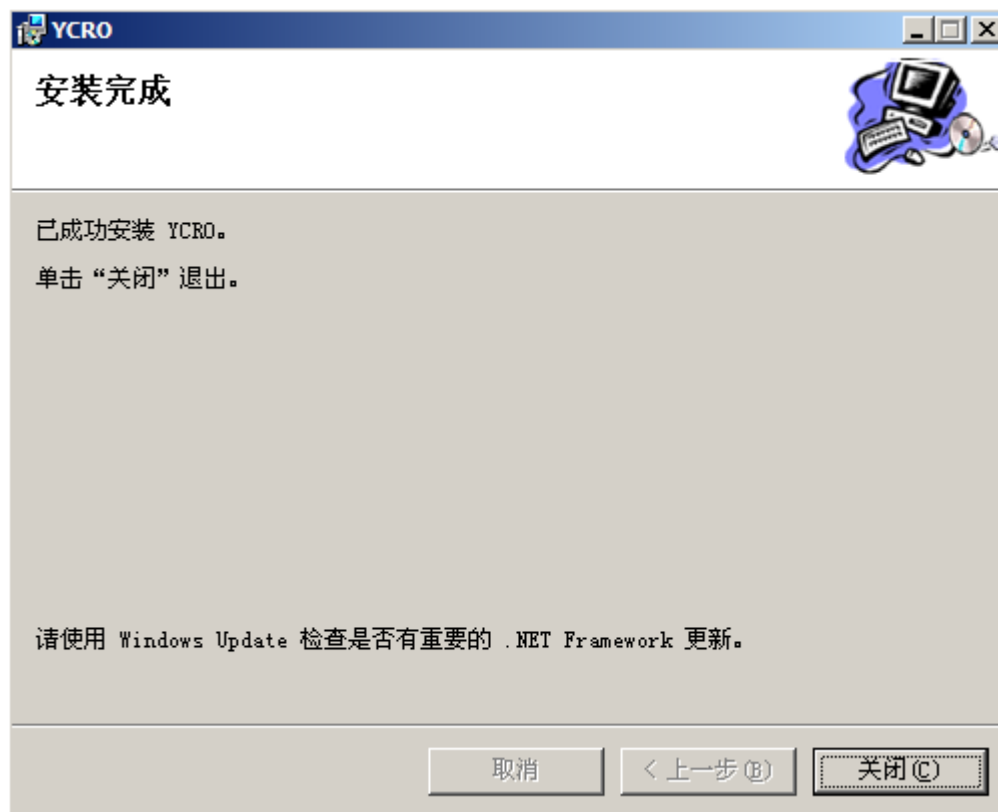 YCRO
安装完成
已成功安装 YCRO。
单击“关闭”退出。
请使用 Windows Update 检查是否有重要的 .NET Framework 更新。
取消
< 上一步(B)
关闭(C)